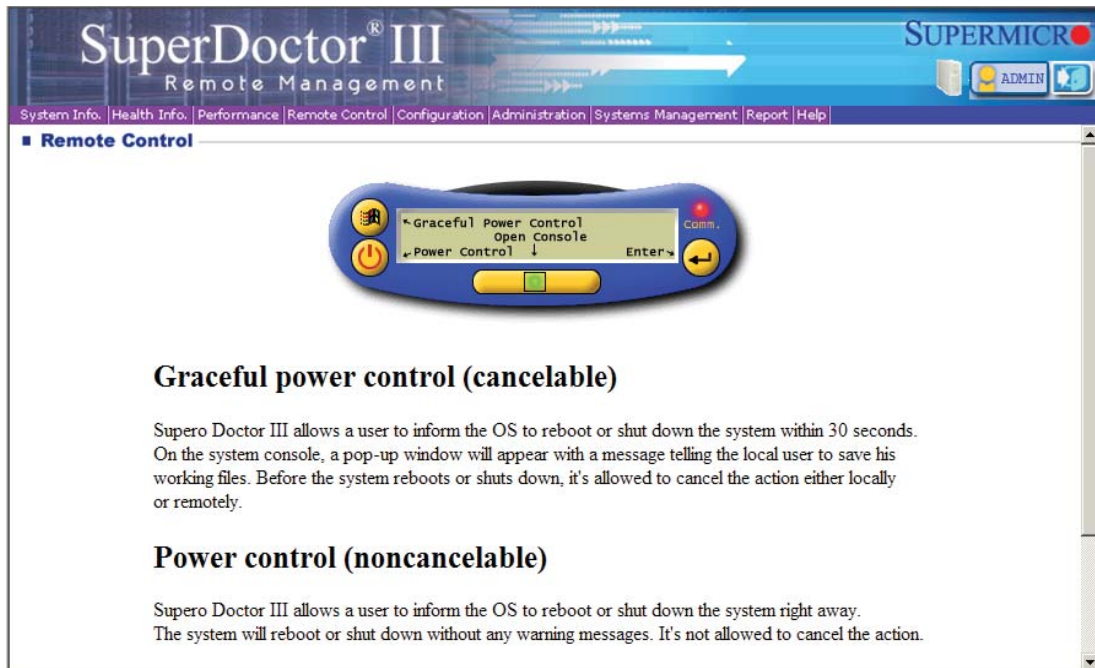 SuperDoctor® III
Remote Management
SUPERMICR
ADMIN
System Info. Health Info. Performance Remote Control Configuration Administration Systems Management Report Help
Remote Control
Graceful Power Control
Open Console
Power Control ↓ Enter
Comm.
Graceful power control (cancelable)
Supero Doctor III allows a user to inform the OS to reboot or shut down the system within 30 seconds.
On the system console, a pop-up window will appear with a message telling the local user to save his
working files. Before the system reboots or shuts down, it's allowed to cancel the action either locally
or remotely.
Power control (noncancelable)
Supero Doctor III allows a user to inform the OS to reboot or shut down the system right away.
The system will reboot or shut down without any warning messages. It's not allowed to cancel the action.